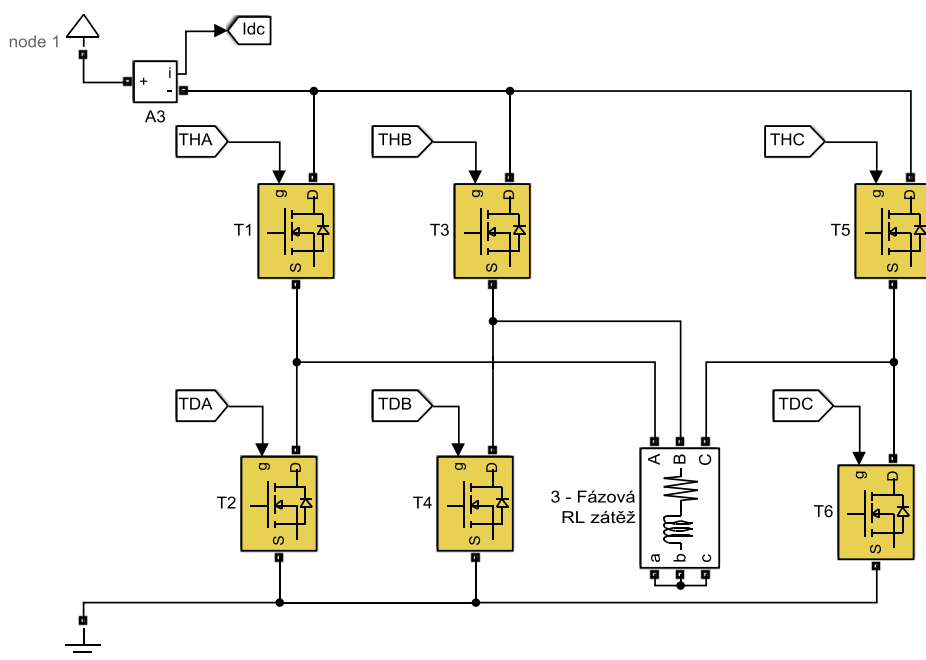 node 1
Idc
+
i
-
A3
THA
THB
THC
g
D
g
D
g
D
T1
T3
T5
S
S
S
TDA
TDB
TDC
g
D
g
D
A
B
C
g
D
T2
T4
3 - Fázová
RL zátěž
T6
S
S
S
a
b
c